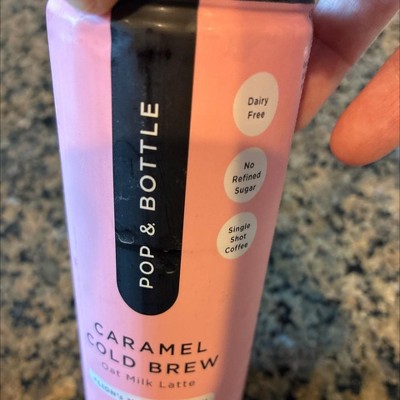 POP & BOTTLE
Dairy
Free
No
Refined
Sugar
Single
Shot
Coffee
CARAMEL
COLD BREW
Oat Milk Latte